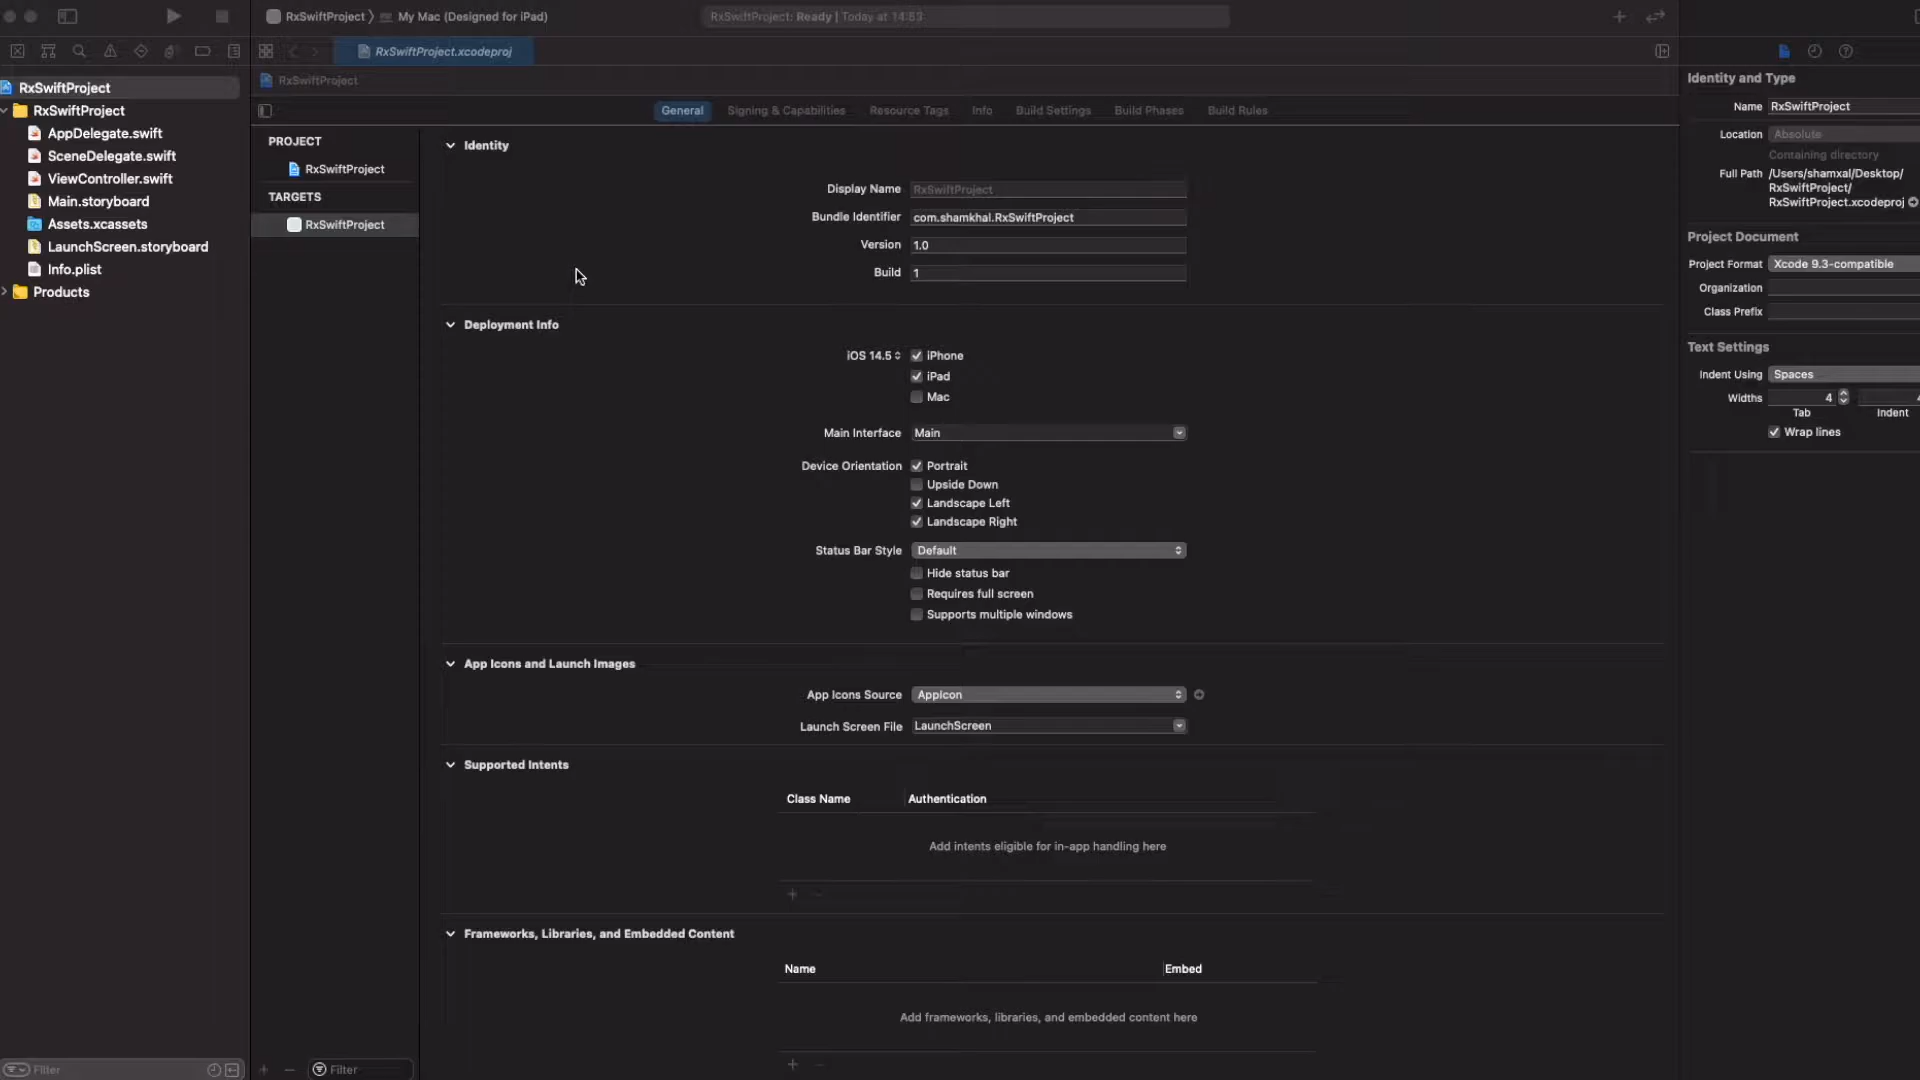 RxSwiftProject
My Mac (Designed for iPad)
RxSwiftProject: Ready | Today at 14:53
RxSwiftProject.xcodeproj
RxSwiftProject
General
Signing & Capabilities
Resource Tags
Info
Build Settings
Build Phases
Build Rules
RxSwiftProject
RxSwiftProject
AppDelegate.swift
SceneDelegate.swift
ViewController.swift
Main.storyboard
Assets.xcassets
LaunchScreen.storyboard
Info.plist
Products
Filter
PROJECT
RxSwiftProject
TARGETS
RxSwiftProject
Filter
Identity
Display Name RxSwiftProject
Bundle Identifier com.shamkhal.RxSwiftProject
Version 1.0
Build 1
Deployment Info
iOS 14.5 iPhone
iPad
Mac
Main Interface Main
Device Orientation Portrait
Upside Down
Landscape Left
Landscape Right
Status Bar Style Default
Hide status bar
Requires full screen
Supports multiple windows
App Icons and Launch Images
App Icons Source AppIcon
Launch Screen File LaunchScreen
Supported Intents
Class Name Authentication
Add intents eligible for in-app handling here
Frameworks, Libraries, and Embedded Content
Name Embed
Add frameworks, libraries, and embedded content here
Identity and Type
Name RxSwiftProject
Location Absolute
Containing directory
Full Path /Users/shamxal/Desktop/
RxSwiftProject/
RxSwiftProject.xcodeproj
Project Document
Project Format Xcode 9.3-compatible
Organization
Class Prefix
Text Settings
Indent Using Spaces
Widths 4
Tab Indent
Wrap lines